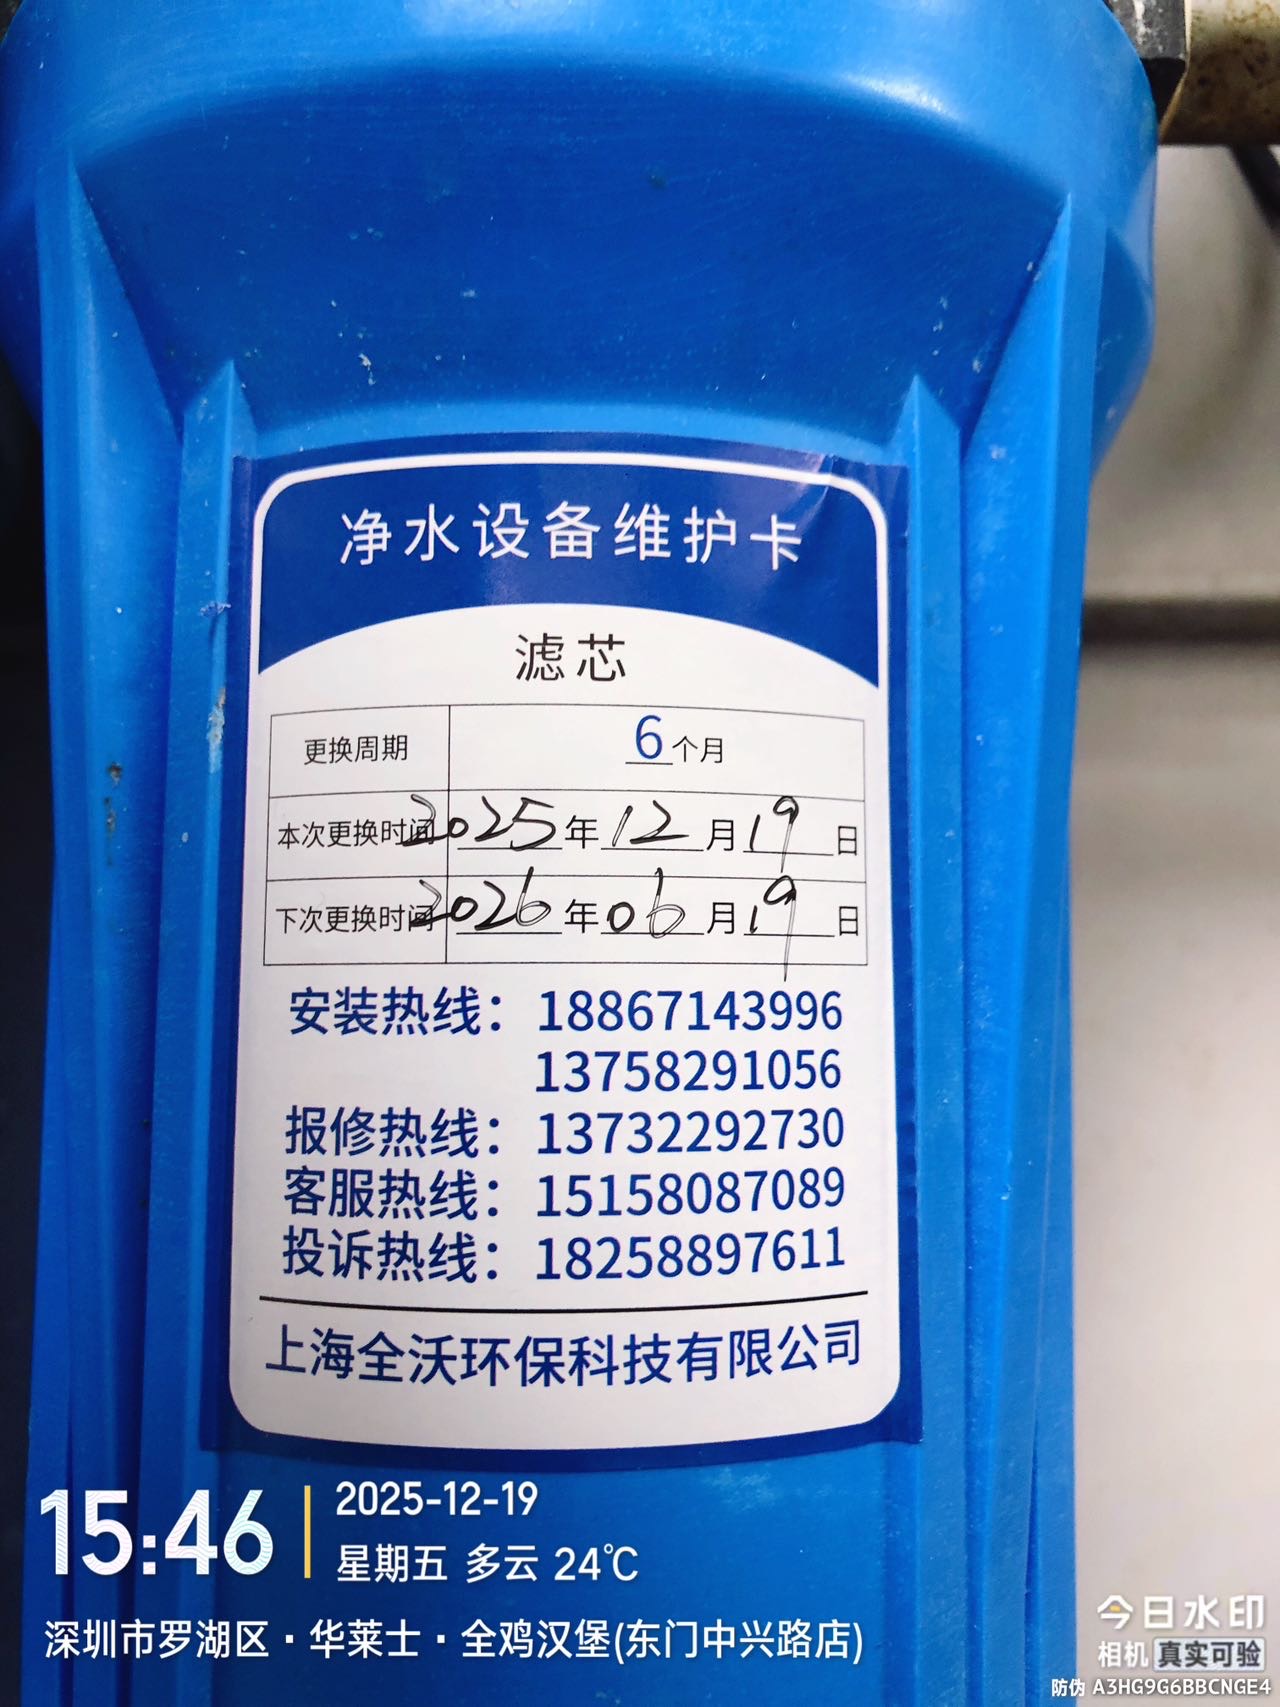 净水设备维护卡
滤芯
更换周期 6个月
本次更换时间 2025年12月19日
下次更换时间 2026年06月19日
安装热线：18867143996
13758291056
报修热线：13732292730
客服热线：15158087089
投诉热线：18258897611
上海全沃环保科技有限公司
15:46
2025-12-19
星期五 多云 24℃
深圳市罗湖区·华莱士·全鸡汉堡(东门中兴路店)
今日水印
相机 真实可验
防伪 A3HG9G6BBCNGE4